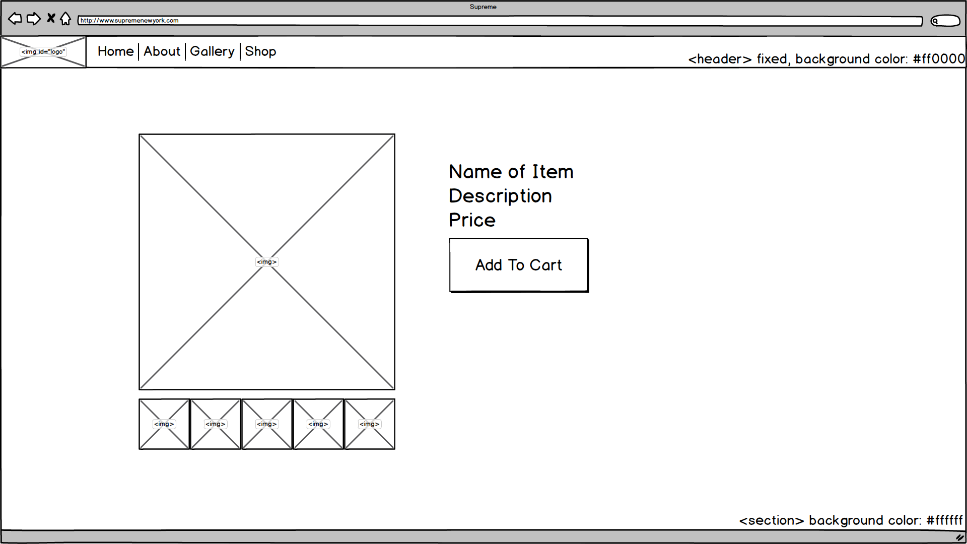 Supreme
http://www.supremenewyork.com
<img id="logo"
Home About Gallery Shop
<header> fixed, background color: #ff0000
Name of Item
Description
Price
<img>
Add To Cart
<img> <img> <img> <img> <img>
<section> background color: #ffffff